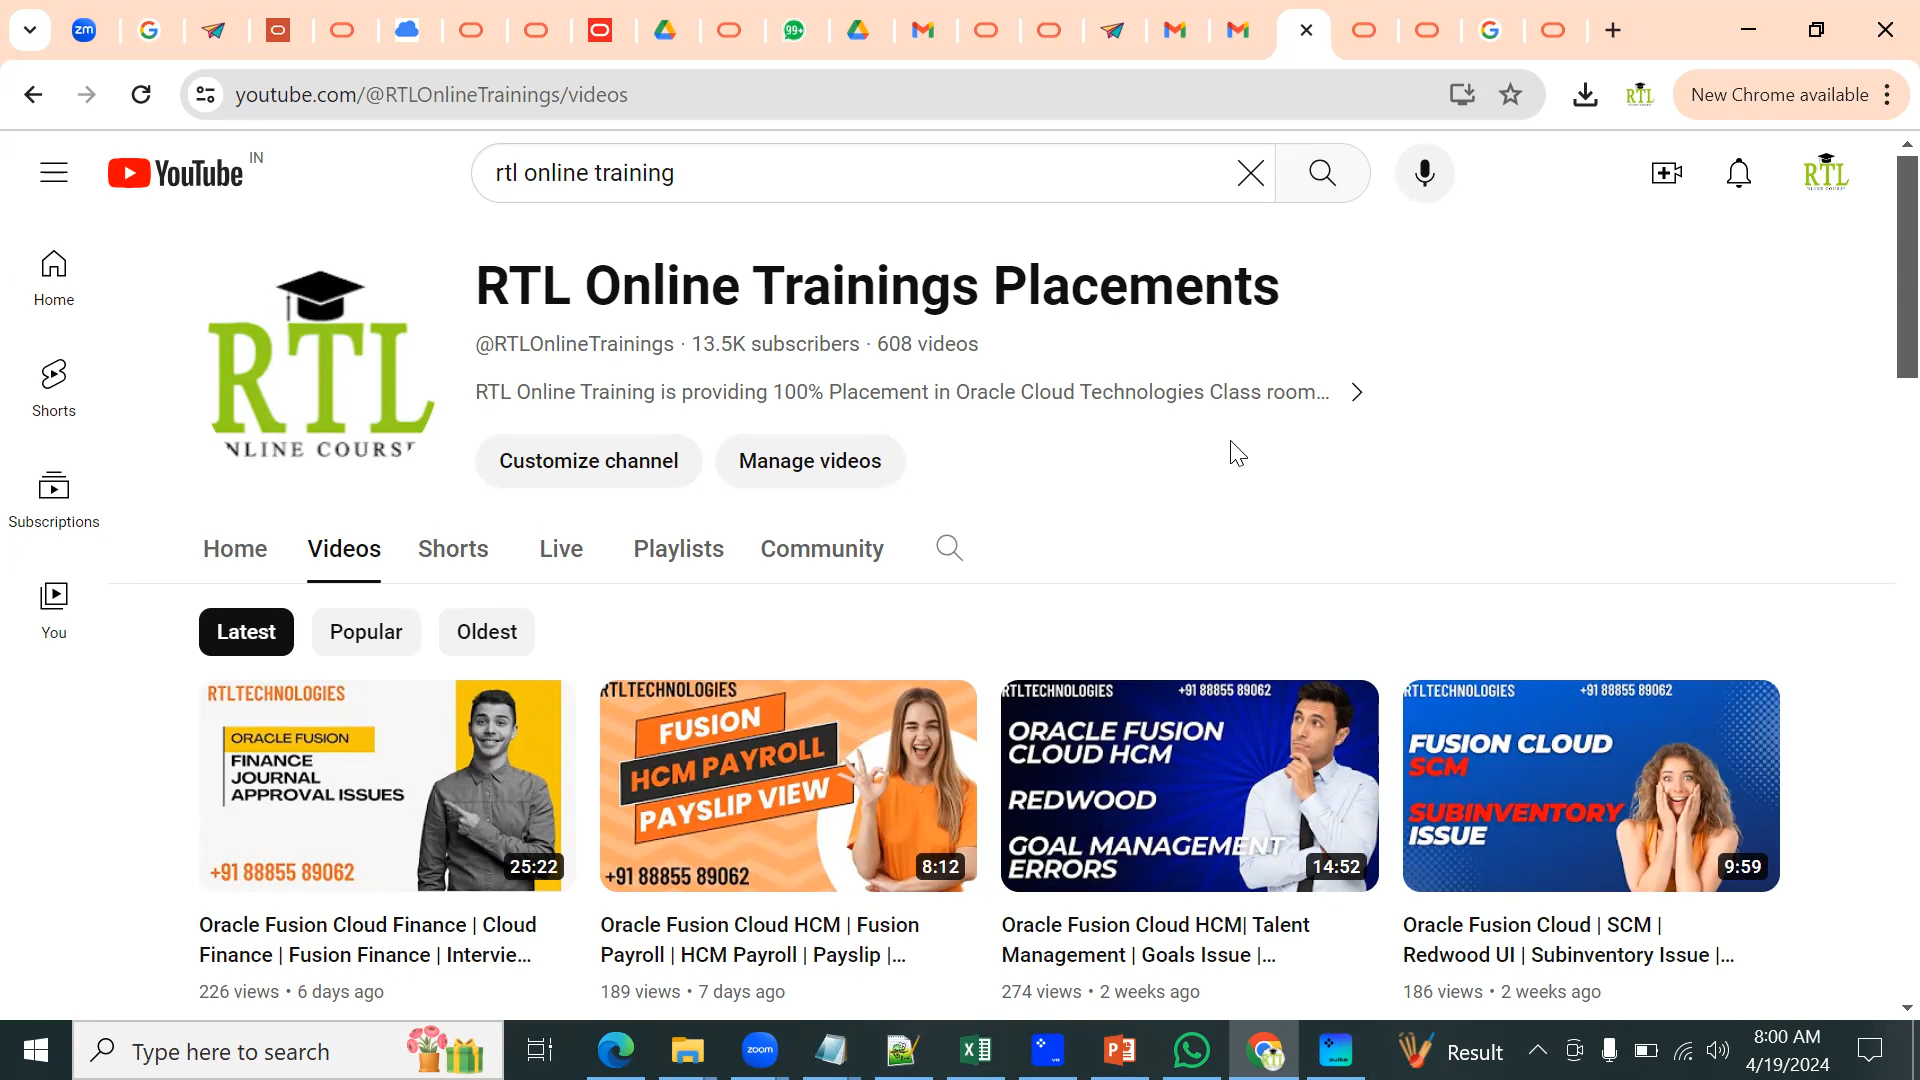 zm
99+
youtube.com/@RTLOnlineTrainings/videos
RTL
New Chrome available
YouTube IN
rtl online training
RTL
NLINE COURS
Home
Shorts
Subscriptions
You
RTL
NLINE COURS
RTL Online Trainings Placements
@RTLOnlineTrainings · 13.5K subscribers · 608 videos
RTL Online Training is providing 100% Placement in Oracle Cloud Technologies Class room...
Customize channel
Manage videos
Home
Videos
Shorts
Live
Playlists
Community
Latest
Popular
Oldest
RTLTECHNOLOGIES
ORACLE FUSION
FINANCE
JOURNAL
APPROVAL ISSUES
+91 88855 89062
25:22
RTLTECHNOLOGIES
FUSION
HCM PAYROLL
PAYSLIP VIEW
+91 88855 89062
8:12
RTLTECHNOLOGIES
+91 88855 89062
ORACLE FUSION
CLOUD HCM
REDWOOD
GOAL MANAGEMENT
ERRORS
14:52
RTLTECHNOLOGIES
+91 88855 89062
FUSION CLOUD
SCM
SUBINVENTORY
ISSUE
9:59
Oracle Fusion Cloud Finance | Cloud
Finance | Fusion Finance | Intervie...
226 views • 6 days ago
Oracle Fusion Cloud HCM | Fusion
Payroll | HCM Payroll | Payslip |...
189 views • 7 days ago
Oracle Fusion Cloud HCM| Talent
Management | Goals Issue |...
274 views • 2 weeks ago
Oracle Fusion Cloud | SCM |
Redwood UI | Subinventory Issue |...
186 views • 2 weeks ago
Type here to search
zoom
Result
8:00 AM
4/19/2024